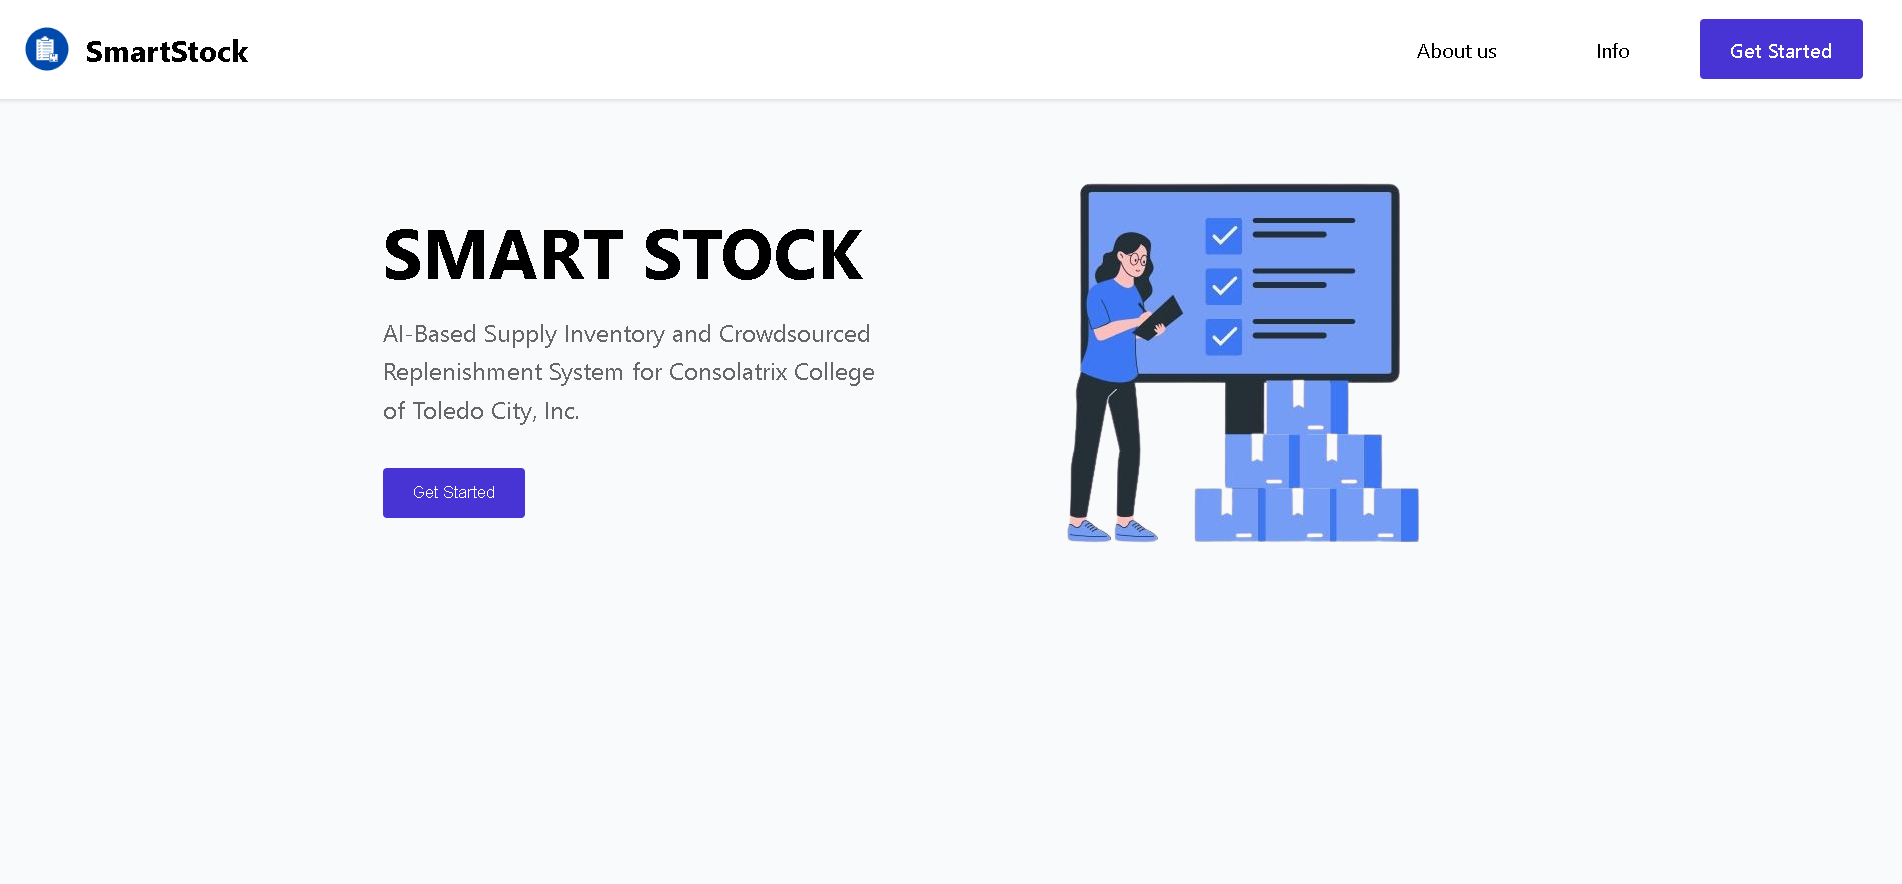 SmartStock
About us
Info
Get Started
SMART STOCK
AI-Based Supply Inventory and Crowdsourced
Replenishment System for Consolatrix College
of Toledo City, Inc.
Get Started